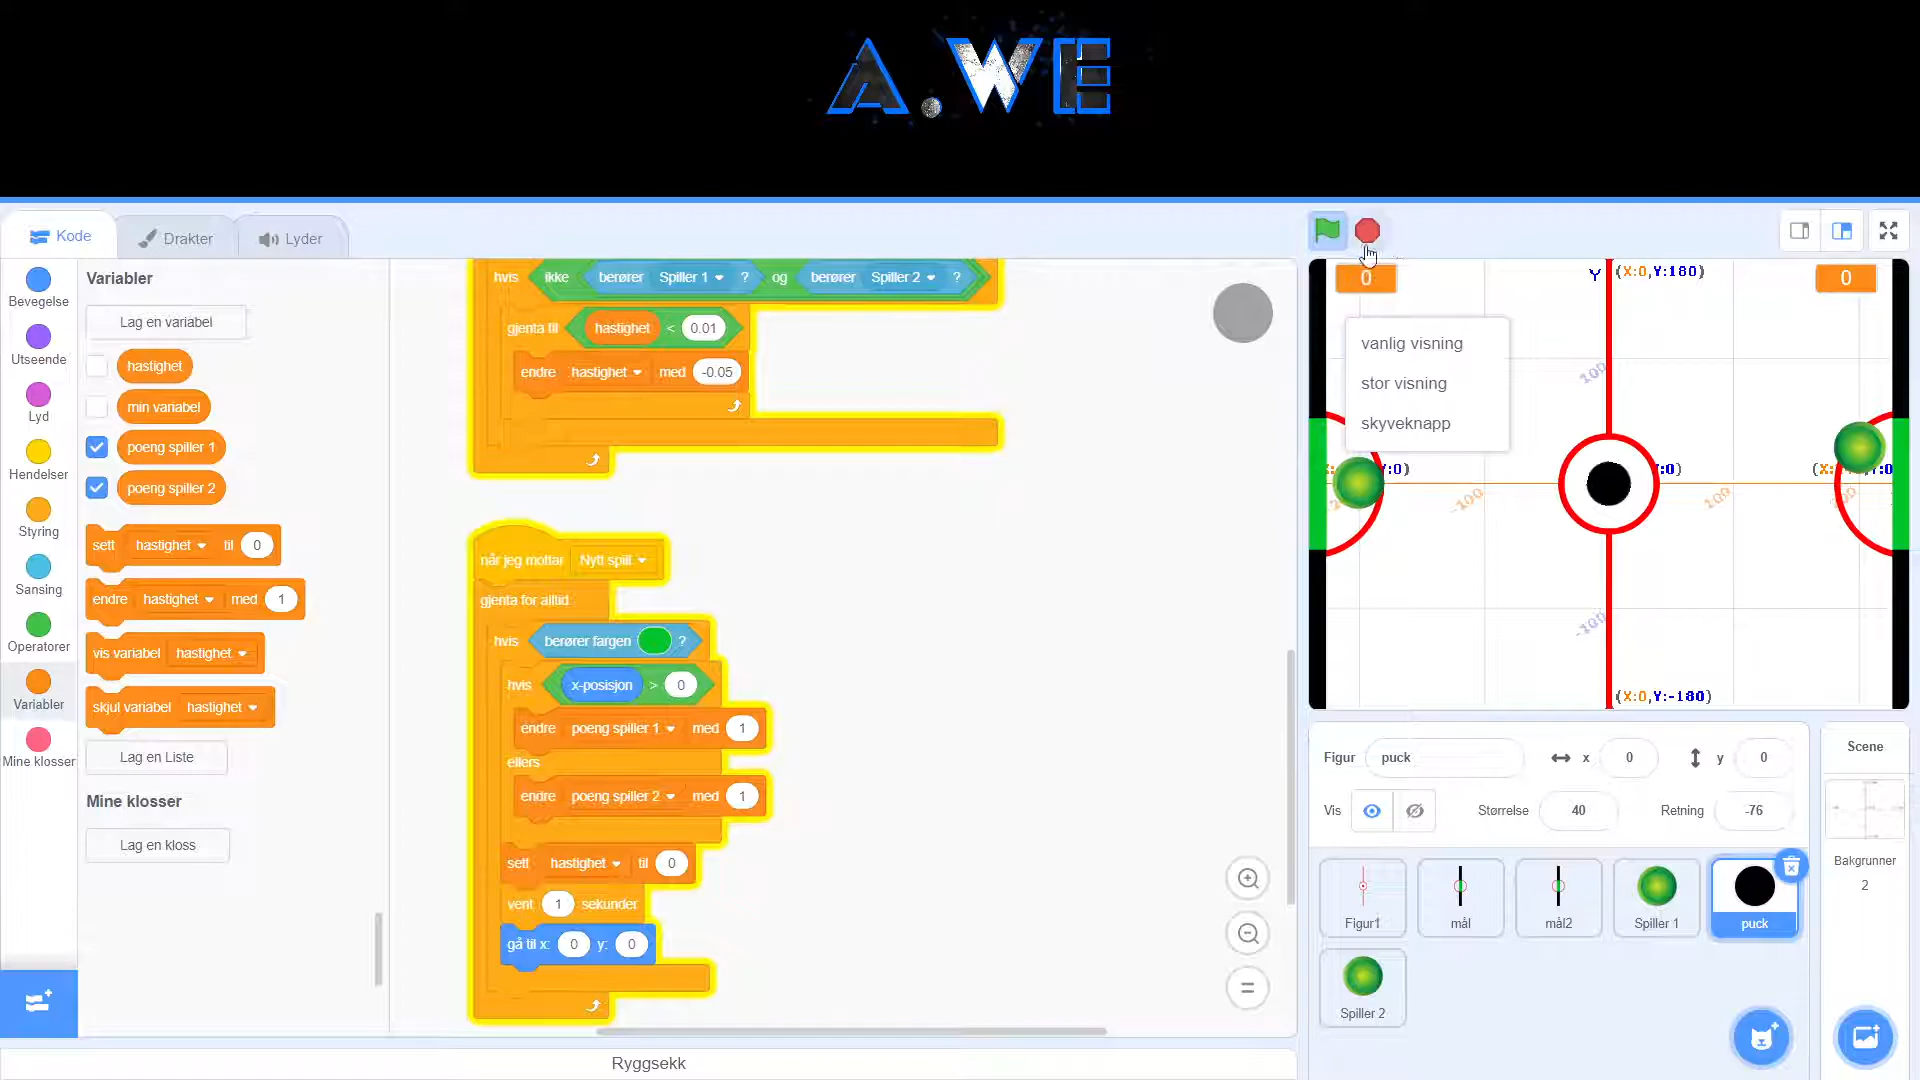 A.WE
Kode
Drakter
Lyder
Bevegelse
Utseende
Lyd
Hendelser
Styring
Sansing
Operatorer
Variabler
Mine klosser
Variabler
Lag en variabel
hastighet
min variabel
poeng spiller 1
poeng spiller 2
sett hastighet til 0
endre hastighet med 1
vis variabel hastighet
skjul variabel hastighet
Lag en Liste
Mine klosser
Lag en kloss
hvis ikke berører Spiller 1 ? og berører Spiller 2 ?
gjenta til hastighet < 0.01
endre hastighet med -0.05
når jeg mottar Nytt spill
gjenta for alltid
hvis berører fargen ?
hvis x-posisjon > 0
endre poeng spiller 1 med 1
ellers
endre poeng spiller 2 med 1
sett hastighet til 0
vent 1 sekunder
gå til x: 0 y: 0
Ryggsekk
0
Y (X:0,Y:180)
0
vanlig visning
stor visning
skyveknapp
100
-100
100
-100
(X:0,Y:-180)
Figur puck x 0 y 0
Vis Størrelse 40 Retning -76
Figur1
mål
mål2
Spiller 1
puck
Spiller 2
Scene
Bakgrunner
2